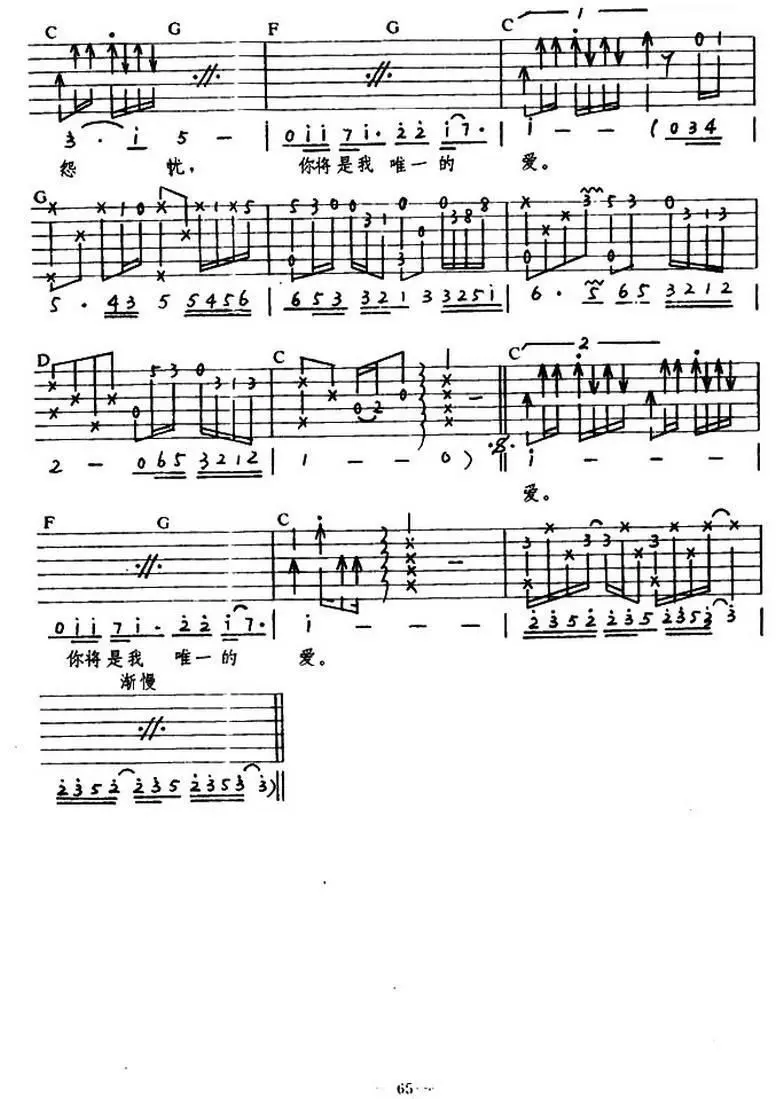 C G F G C 1
3 · i 5 — | 0 i i 7 i · 2 2 i 7 · | i — — ( 0 3 4
怨 忧, 你将是我 唯一的 爱。
G
5 · 4 3 5 5 4 5 6 | 6 5 3 3 2 1 3 3 2 5 i | 6 · 5 6 5 3 2 1 2
D C C 2
2 — 0 6 5 3 2 1 2 | 1 — — 0 ) i — — —
爱。
F G C
0 i i 7 i · 2 2 i 7 · | i — — — | 2 3 5 2 2 3 5 2 3 5 3 3
你将是我 唯一的 爱。
渐慢
2 3 5 2 2 3 5 2 3 5 3 3 )
65